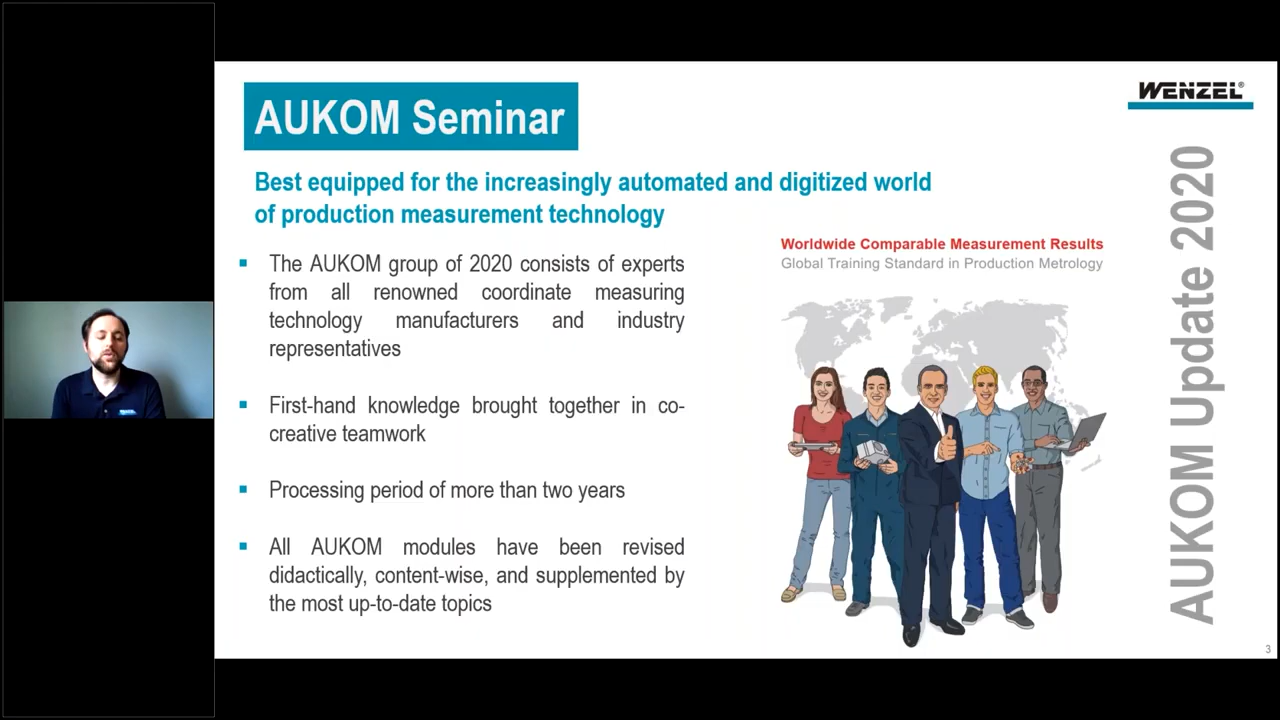 AUKOM Seminar
WENZEL®
Best equipped for the increasingly automated and digitized world
of production measurement technology
▪ The AUKOM group of 2020 consists of experts
from all renowned coordinate measuring
technology manufacturers and industry
representatives
▪ First-hand knowledge brought together in co-
creative teamwork
▪ Processing period of more than two years
▪ All AUKOM modules have been revised
didactically, content-wise, and supplemented by
the most up-to-date topics
Worldwide Comparable Measurement Results
Global Training Standard in Production Metrology
AUKOM Update 2020
3